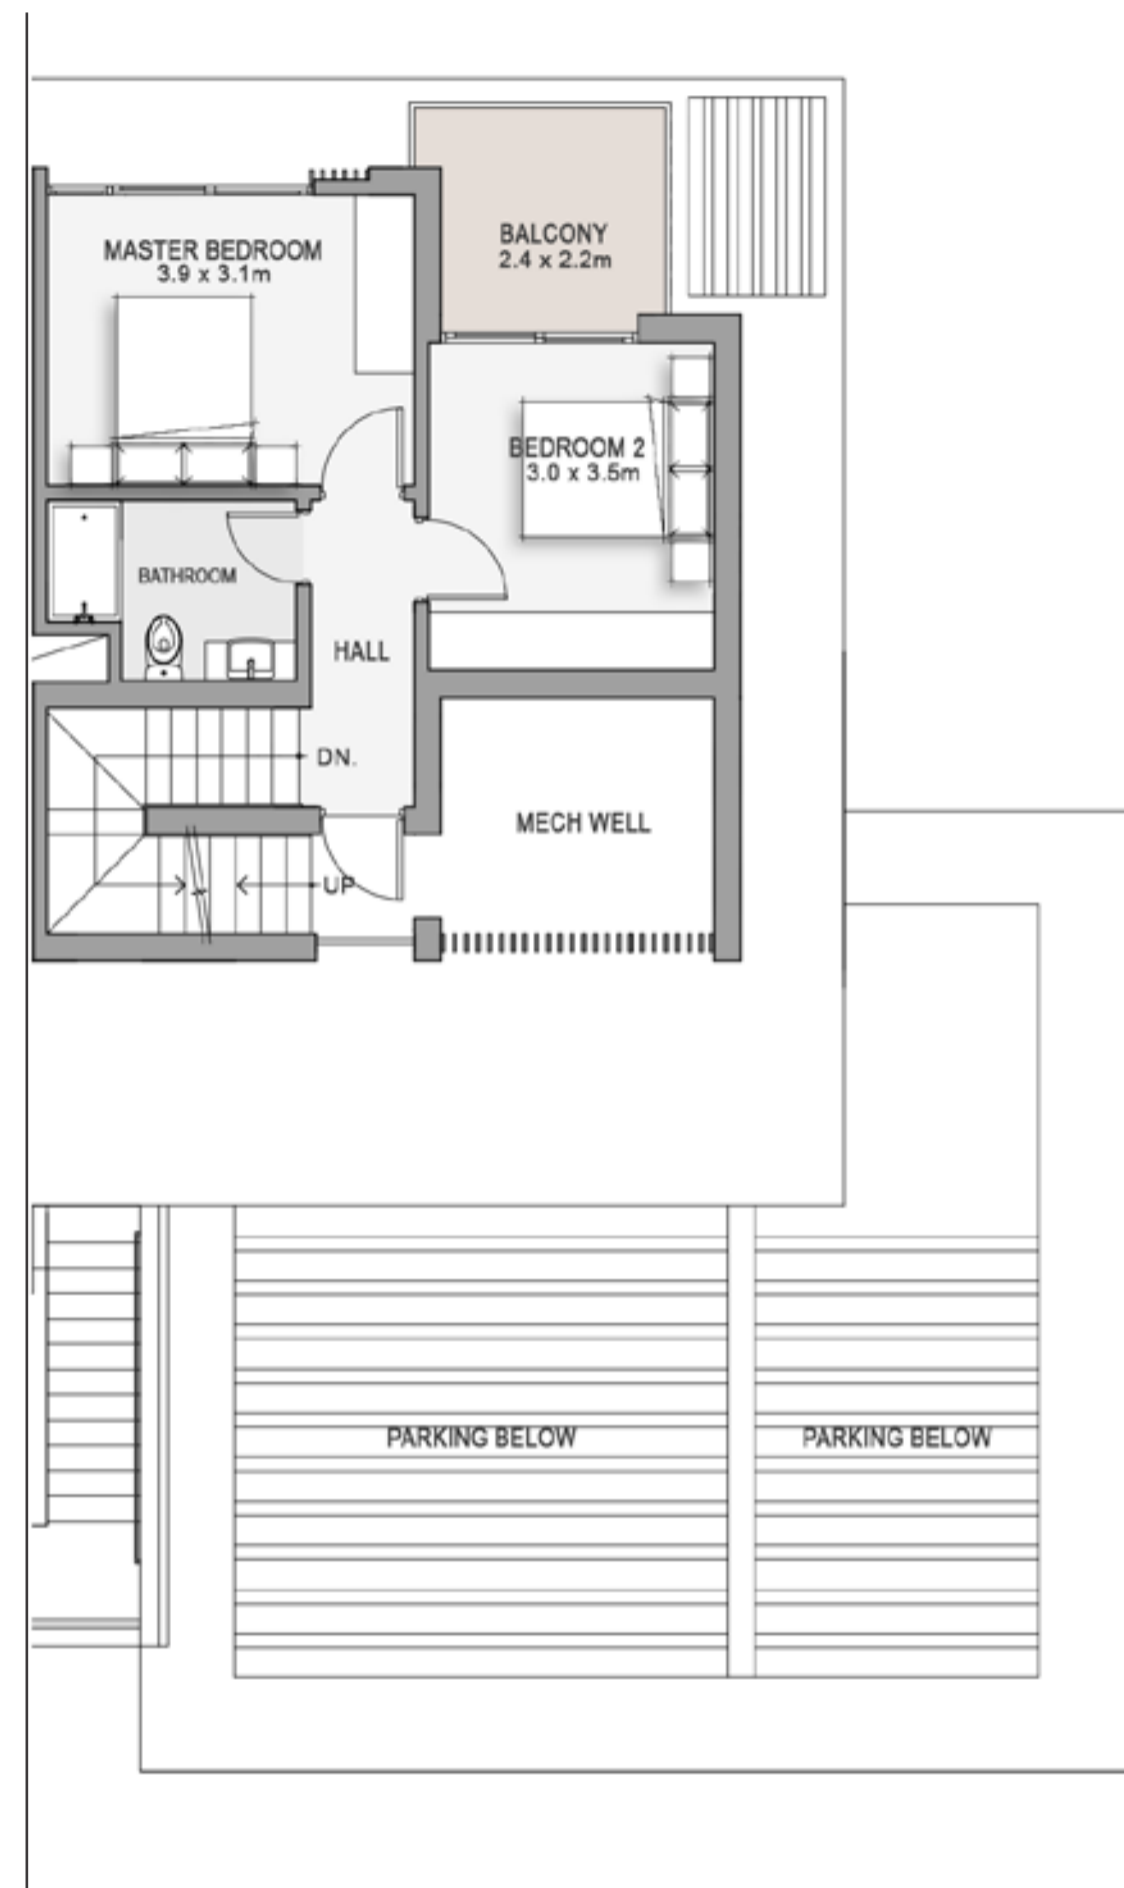 BALCONY
2.4 x 2.2m
MASTER BEDROOM
3.9 x 3.1m
BEDROOM 2
3.0 x 3.5m
BATHROOM
HALL
DN.
MECH WELL
UP
PARKING BELOW
PARKING BELOW